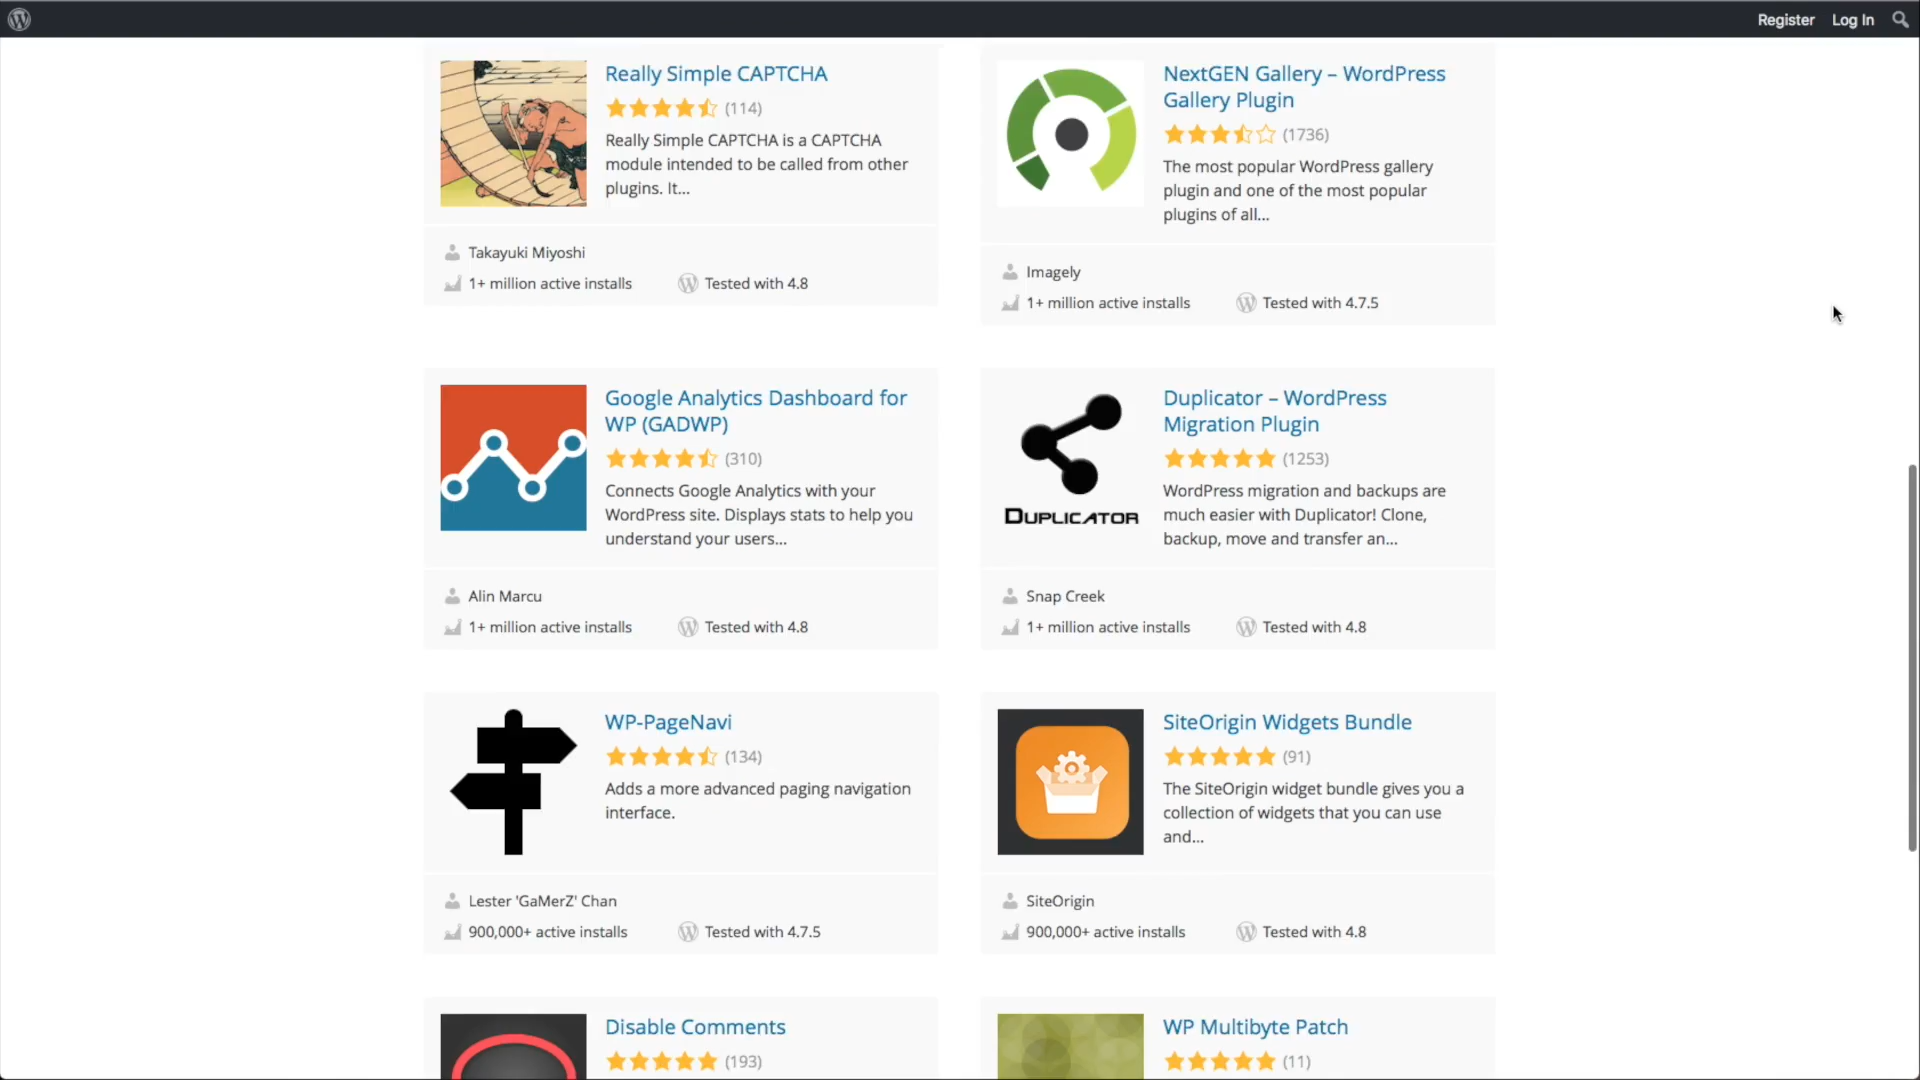 Register Log In
Really Simple CAPTCHA
(114)
Really Simple CAPTCHA is a CAPTCHA
module intended to be called from other
plugins. It...
Takayuki Miyoshi
1+ million active installs
Tested with 4.8
NextGEN Gallery – WordPress
Gallery Plugin
(1736)
The most popular WordPress gallery
plugin and one of the most popular
plugins of all...
Imagely
1+ million active installs
Tested with 4.7.5
Google Analytics Dashboard for
WP (GADWP)
(310)
Connects Google Analytics with your
WordPress site. Displays stats to help you
understand your users...
Alin Marcu
1+ million active installs
Tested with 4.8
DUPLICATOR
Duplicator – WordPress
Migration Plugin
(1253)
WordPress migration and backups are
much easier with Duplicator! Clone,
backup, move and transfer an...
Snap Creek
1+ million active installs
Tested with 4.8
WP-PageNavi
(134)
Adds a more advanced paging navigation
interface.
Lester 'GaMerZ' Chan
900,000+ active installs
Tested with 4.7.5
SiteOrigin Widgets Bundle
(91)
The SiteOrigin widget bundle gives you a
collection of widgets that you can use
and...
SiteOrigin
900,000+ active installs
Tested with 4.8
Disable Comments
(193)
WP Multibyte Patch
(11)